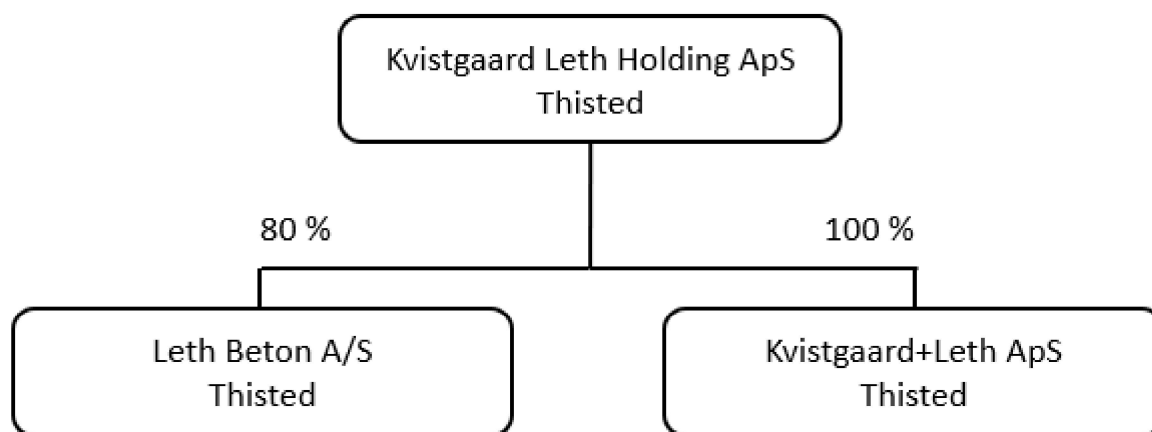 Kvistgaard Leth Holding ApS
Thisted
80 %
100 %
Leth Beton A/S
Thisted
Kvistgaard+Leth ApS
Thisted